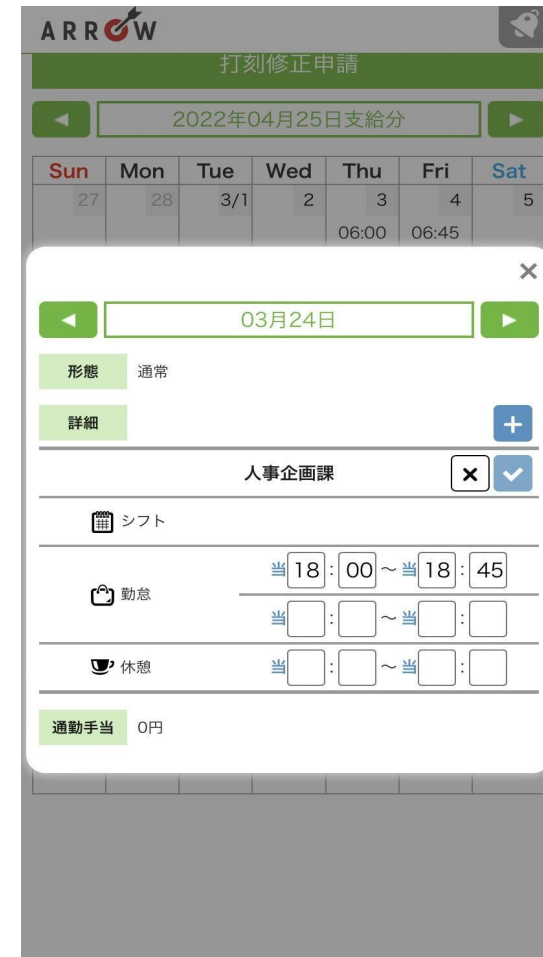 ARROW
打刻修正申請
2022年04月25日支給分
Sun Mon Tue Wed Thu Fri Sat
27 28 3/1 2 3 4 5
06:00 06:45
×
03月24日
形態 通常
詳細 +
人事企画課 ×
シフト
勤怠 当 18 : 00 ～ 当 18 : 45
当 : ～ 当 :
休憩 当 : ～ 当 :
通勤手当 0円